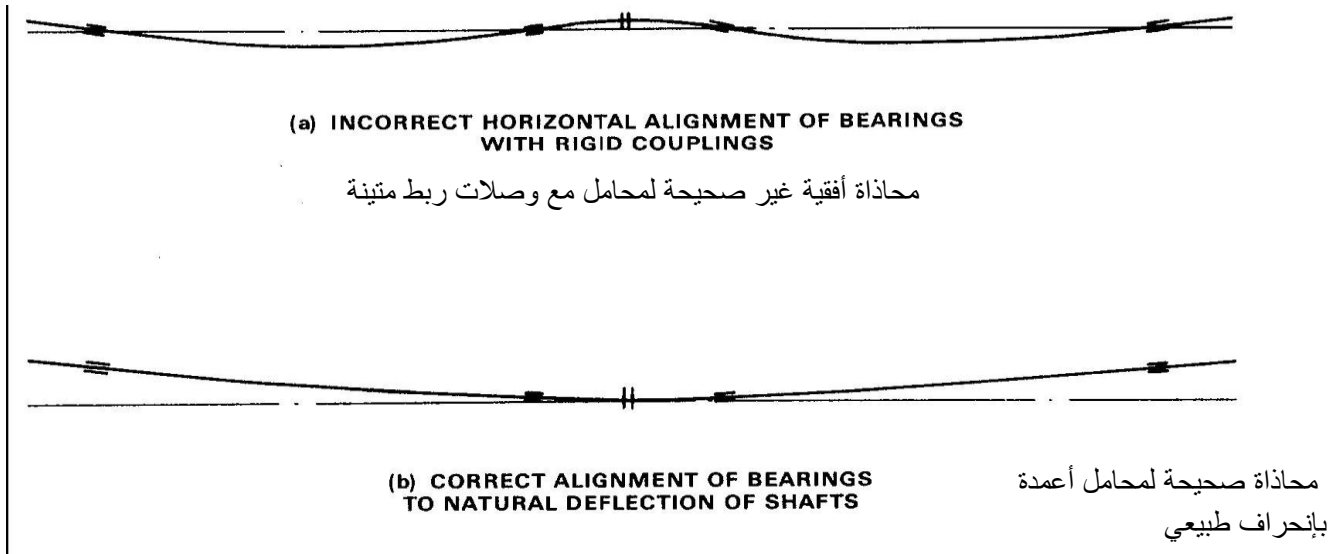 (a) INCORRECT HORIZONTAL ALIGNMENT OF BEARINGS
WITH RIGID COUPLINGS
محاذاة أفقية غير صحيحة لمحامل مع وصلات ربط متينة
(b) CORRECT ALIGNMENT OF BEARINGS
TO NATURAL DEFLECTION OF SHAFTS
محاذاة صحيحة لمحامل أعمدة
بإنحراف طبيعي